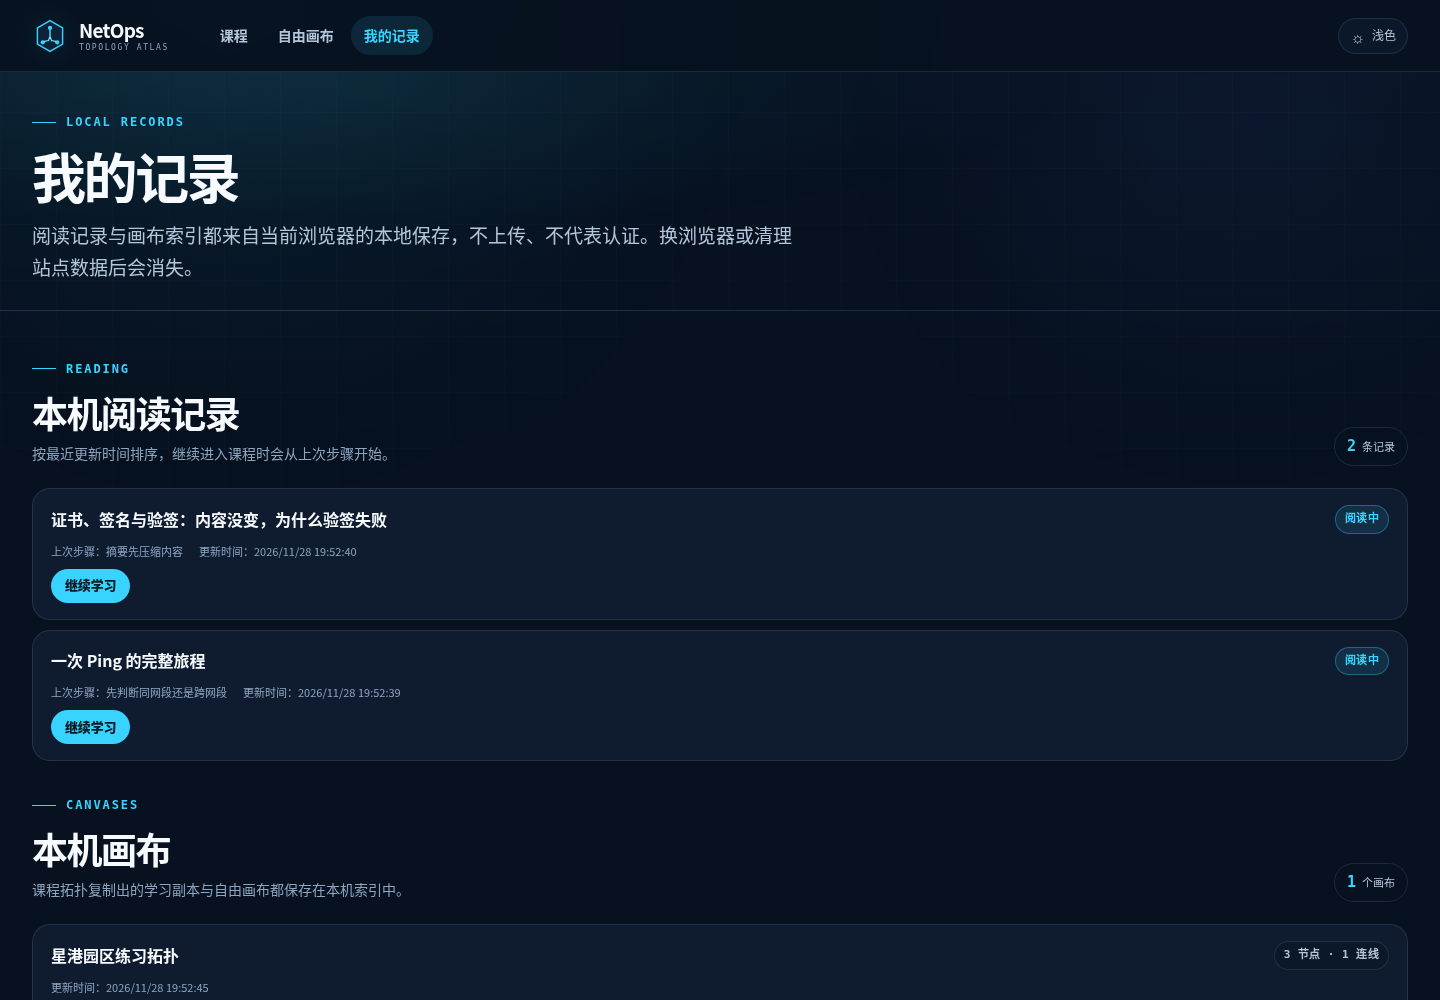 NetOps
TOPOLOGY ATLAS
课程
自由画布
我的记录
☼ 浅色
LOCAL RECORDS
我的记录
阅读记录与画布索引都来自当前浏览器的本地保存，不上传、不代表认证。换浏览器或清理
站点数据后会消失。
READING
本机阅读记录
按最近更新时间排序，继续进入课程时会从上次步骤开始。
2 条记录
证书、签名与验签：内容没变，为什么验签失败
阅读中
上次步骤：摘要先压缩内容 更新时间：2026/11/28 19:52:40
继续学习
一次 Ping 的完整旅程
阅读中
上次步骤：先判断同网段还是跨网段 更新时间：2026/11/28 19:52:39
继续学习
CANVASES
本机画布
课程拓扑复制出的学习副本与自由画布都保存在本机索引中。
1 个画布
星港园区练习拓扑
3 节点 · 1 连线
更新时间：2026/11/28 19:52:45